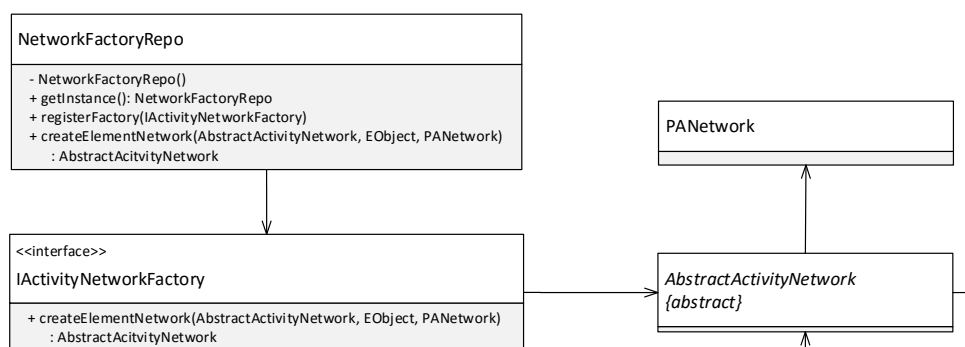 NetworkFactoryRepo
- NetworkFactoryRepo()
+ getInstance(): NetworkFactoryRepo
+ registerFactory(IActivityNetworkFactory)
+ createElementNetwork(AbstractActivityNetwork, EObject, PANetwork)
: AbstractAcitvityNetwork
PANetwork
<<interface>>
IActivityNetworkFactory
+ createElementNetwork(AbstractActivityNetwork, EObject, PANetwork)
: AbstractAcitvityNetwork
AbstractActivityNetwork
{abstract}